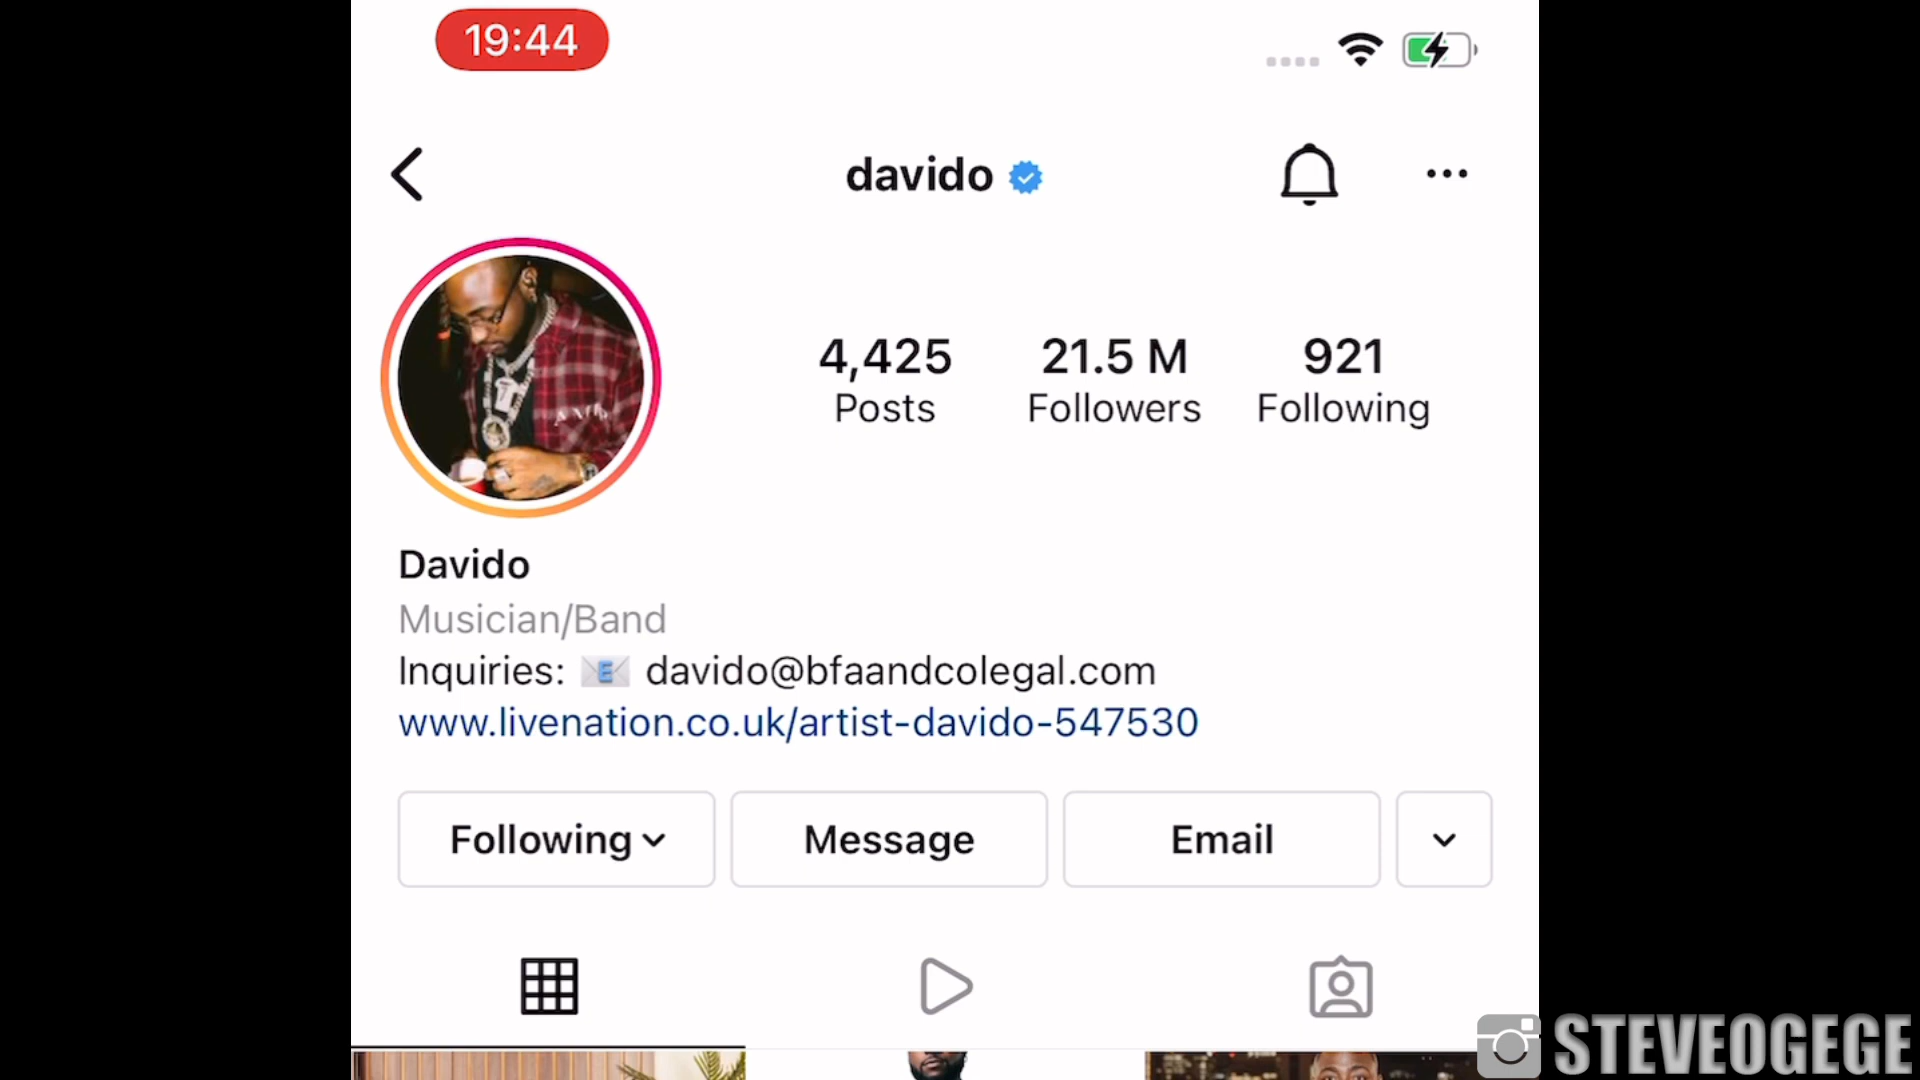 19:44
davido
4,425 21.5 M 921
Posts Followers Following
Davido
Musician/Band
Inquiries: 📧 davido@bfaandcolegal.com
www.livenation.co.uk/artist-davido-547530
Following Message Email
STEVEOGEGE